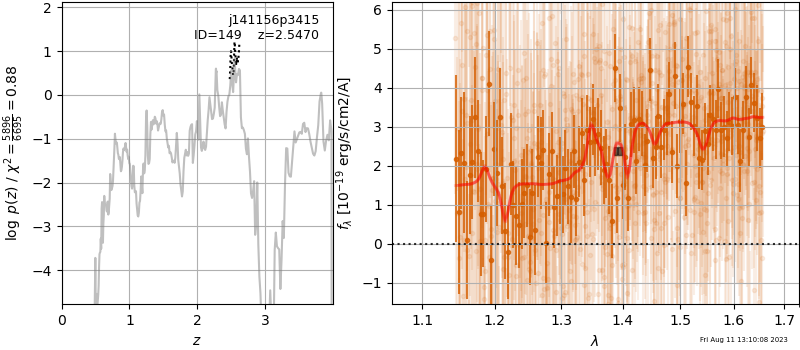 j141156p3415
ID=149 z=2.5470
log p(z) / χ² = 5896/6695 = 0.88
2
1
0
−1
−2
−3
−4
0 1 2 3
z
fλ [10⁻¹⁹ erg/s/cm2/A]
6
5
4
3
2
1
0
−1
1.1 1.2 1.3 1.4 1.5 1.6 1.7
λ
Fri Aug 11 13:10:08 2023